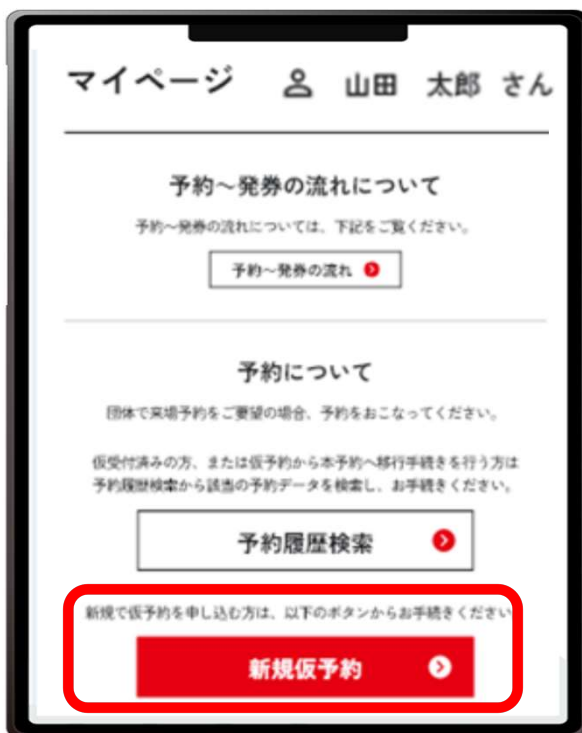 マイページ 山田 太郎 さん
予約～発券の流れについて
予約～発券の流れについては、下記をご覧ください。
予約～発券の流れ
予約について
団体で来場予約をご要望の場合、予約をおこなってください。
仮受付済みの方、または仮予約から本予約へ移行手続きを行う方は
予約履歴検索から該当の予約データを検索し、お手続きください。
予約履歴検索
新規で仮予約を申し込む方は、以下のボタンからお手続きください
新規仮予約